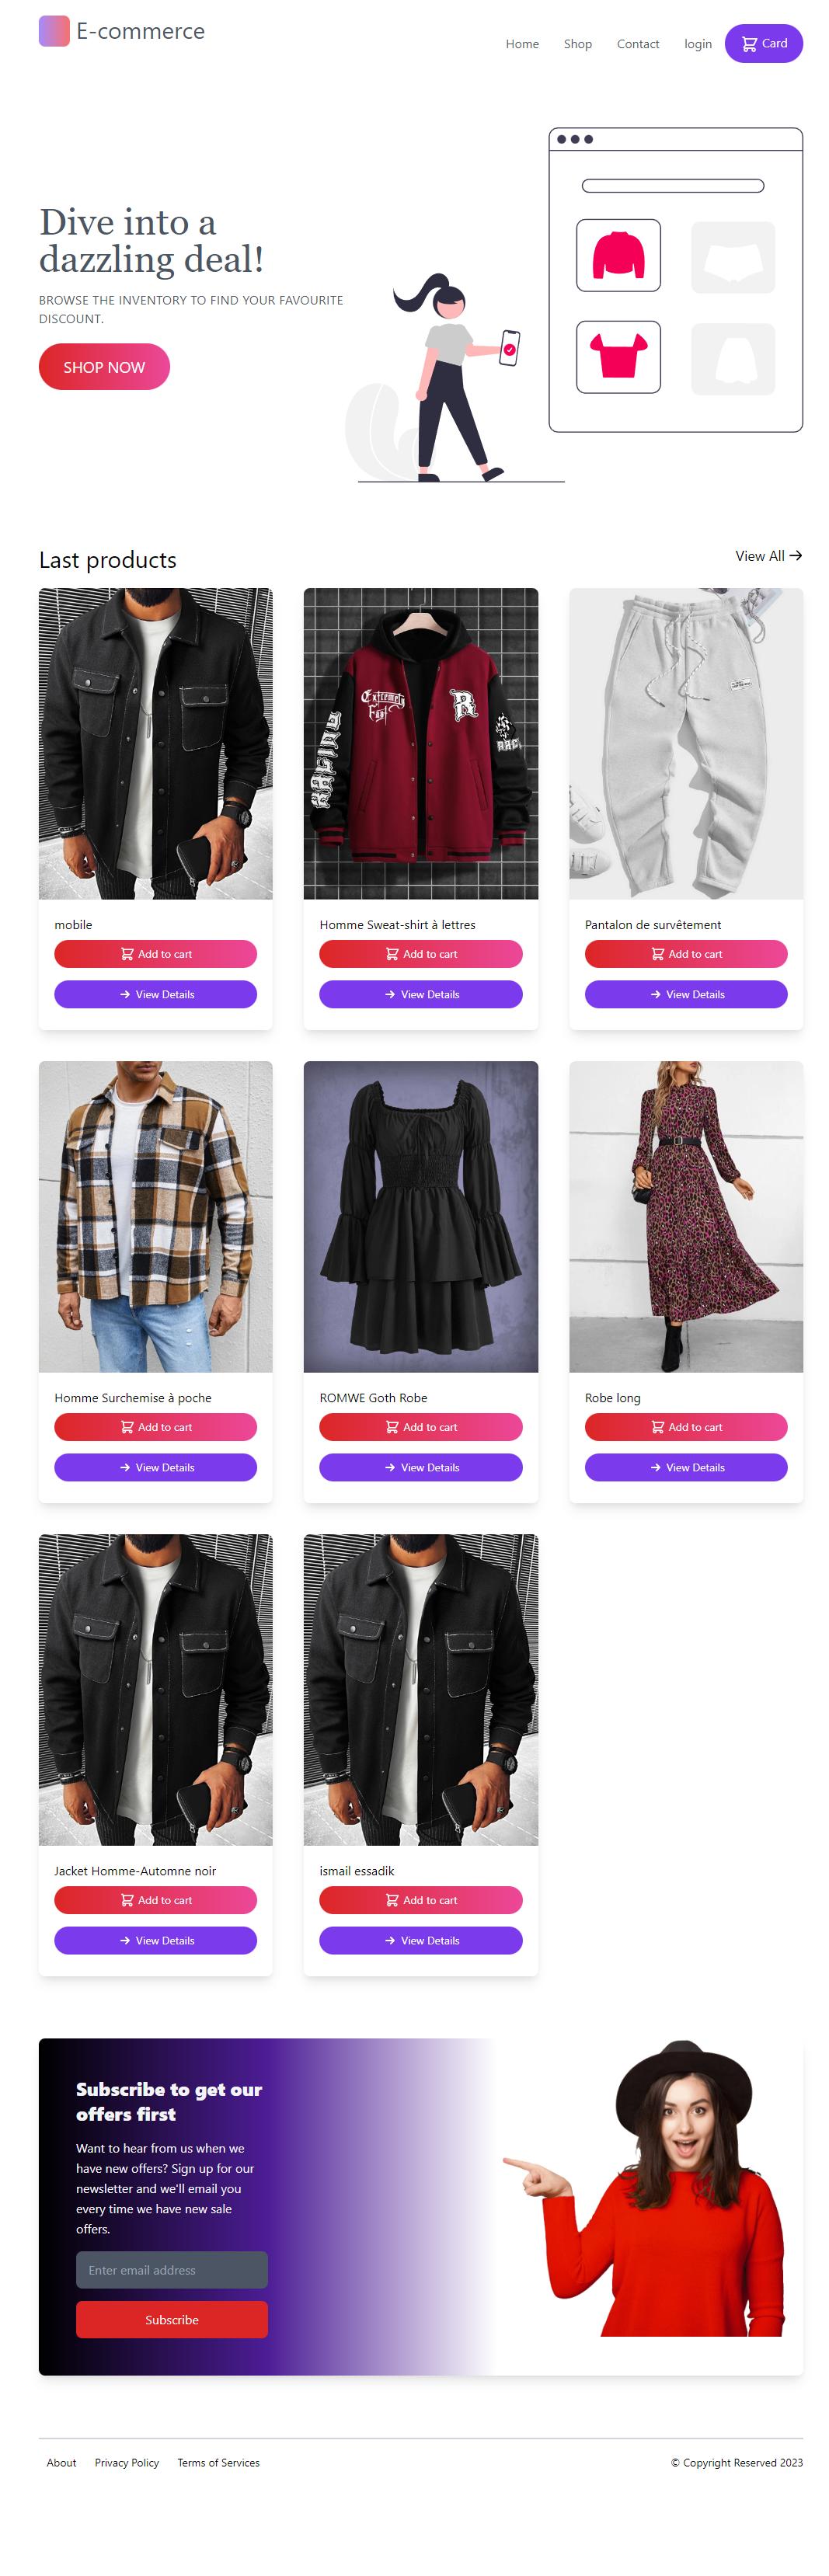 E-commerce
Home Shop Contact login Card
Dive into a
dazzling deal!
BROWSE THE INVENTORY TO FIND YOUR FAVOURITE
DISCOUNT.
SHOP NOW
Last products
View All
Extremely
Fast
R
RACING
RACI
mobile
Add to cart
View Details
Homme Sweat-shirt à lettres
Add to cart
View Details
Pantalon de survêtement
Add to cart
View Details
Homme Surchemise à poche
Add to cart
View Details
ROMWE Goth Robe
Add to cart
View Details
Robe long
Add to cart
View Details
Jacket Homme-Automne noir
Add to cart
View Details
ismail essadik
Add to cart
View Details
Subscribe to get our
offers first
Want to hear from us when we
have new offers? Sign up for our
newsletter and we'll email you
every time we have new sale
offers.
Enter email address
Subscribe
About Privacy Policy Terms of Services
© Copyright Reserved 2023